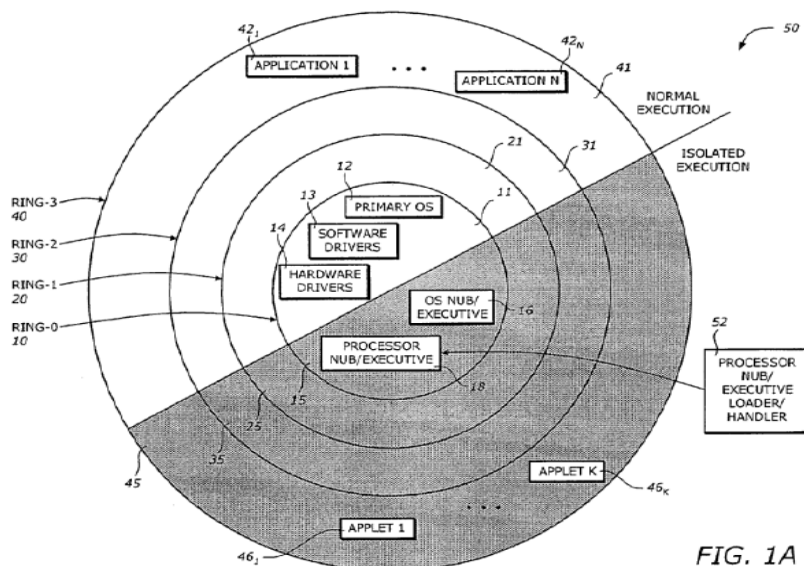 42₁
APPLICATION 1
• • •
42_N
APPLICATION N
41
50
NORMAL EXECUTION
ISOLATED EXECUTION
21
31
12
PRIMARY OS
11
13
SOFTWARE DRIVERS
14
HARDWARE DRIVERS
RING-3
40
RING-2
30
RING-1
20
RING-0
10
OS NUB/
EXECUTIVE
16
PROCESSOR
NUB/EXECUTIVE
18
15
25
35
45
52
PROCESSOR
NUB/
EXECUTIVE
LOADER/
HANDLER
APPLET K
46_K
• • •
APPLET 1
46₁
FIG. 1A